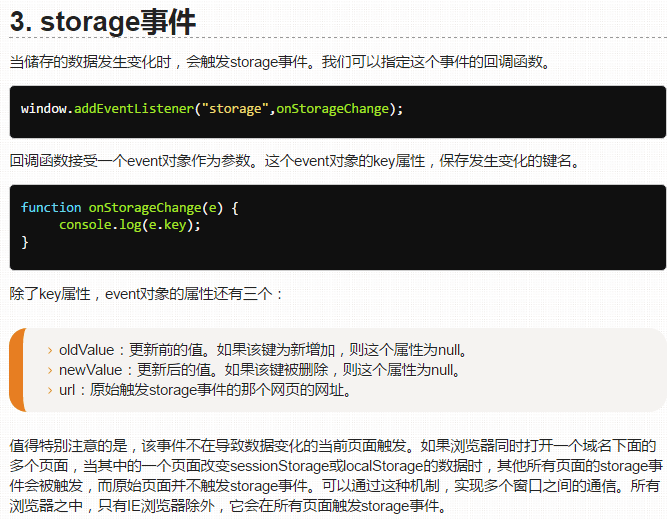 3. storage事件
当储存的数据发生变化时，会触发storage事件。我们可以指定这个事件的回调函数。
window.addEventListener("storage",onStorageChange);
回调函数接受一个event对象作为参数。这个event对象的key属性，保存发生变化的键名。
function onStorageChange(e) {
     console.log(e.key);
}
除了key属性，event对象的属性还有三个：
› oldValue：更新前的值。如果该键为新增加，则这个属性为null。
› newValue：更新后的值。如果该键被删除，则这个属性为null。
› url：原始触发storage事件的那个网页的网址。
值得特别注意的是，该事件不在导致数据变化的当前页面触发。如果浏览器同时打开一个域名下面的
多个页面，当其中的一个页面改变sessionStorage或localStorage的数据时，其他所有页面的storage事
件会被触发，而原始页面并不触发storage事件。可以通过这种机制，实现多个窗口之间的通信。所有
浏览器之中，只有IE浏览器除外，它会在所有页面触发storage事件。